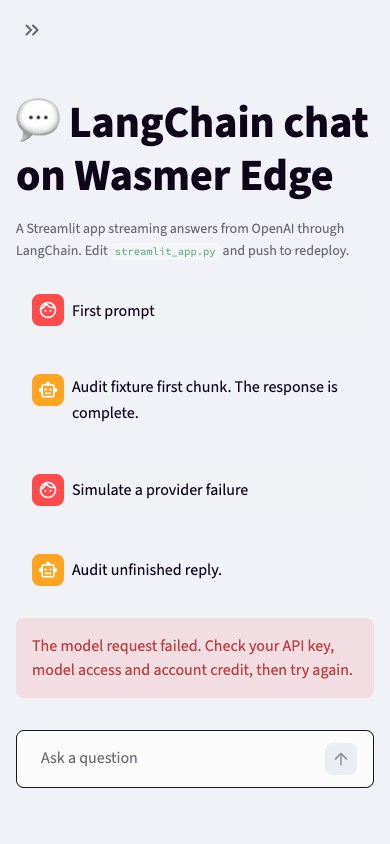 💬 LangChain chat
on Wasmer Edge
A Streamlit app streaming answers from OpenAI through
LangChain. Edit streamlit_app.py and push to redeploy.
First prompt
Audit fixture first chunk. The response is
complete.
Simulate a provider failure
Audit unfinished reply.
The model request failed. Check your API key,
model access and account credit, then try again.
Ask a question